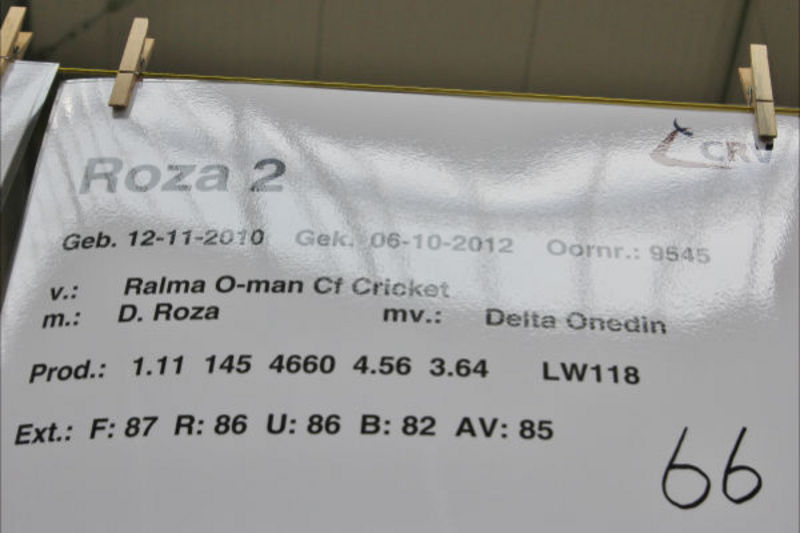 CRV
Roza 2
Geb. 12-11-2010 Gek. 06-10-2012 Oornr.: 9545
v.: Ralma O-man Cf Cricket
m.: D. Roza mv.: Delta Onedin
Prod.: 1.11 145 4660 4.56 3.64 LW118
Ext.: F: 87 R: 86 U: 86 B: 82 AV: 85
66